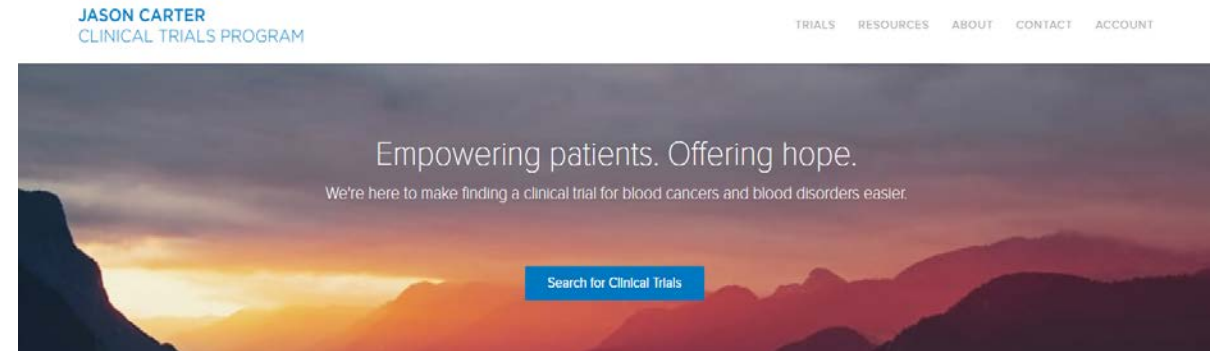 JASON CARTER
CLINICAL TRIALS PROGRAM
TRIALS RESOURCES ABOUT CONTACT ACCOUNT
Empowering patients. Offering hope.
We're here to make finding a clinical trial for blood cancers and blood disorders easier.
Search for Clinical Trials